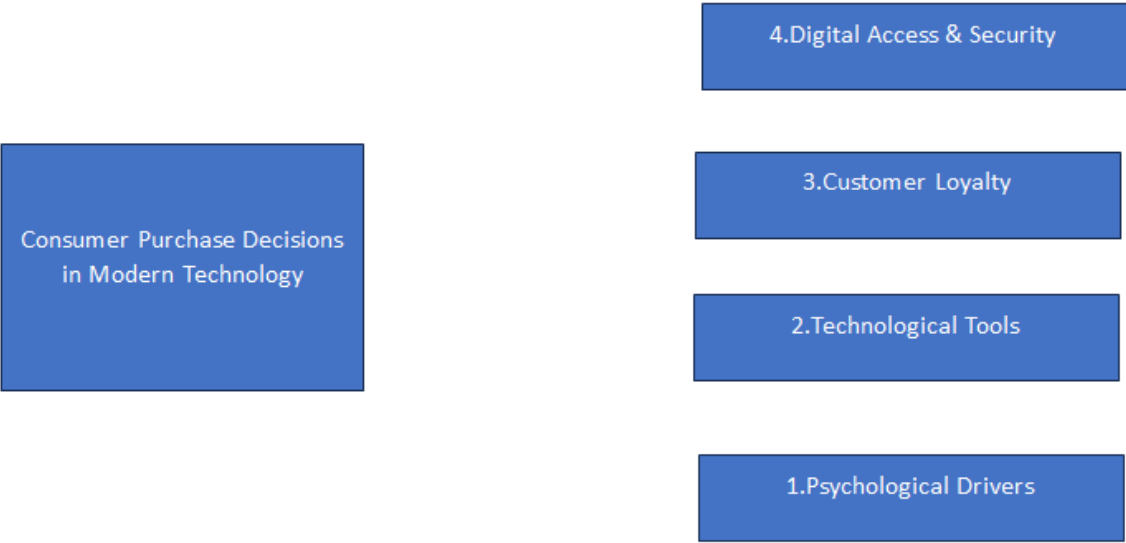 4.Digital Access & Security
3.Customer Loyalty
Consumer Purchase Decisions
in Modern Technology
2.Technological Tools
1.Psychological Drivers